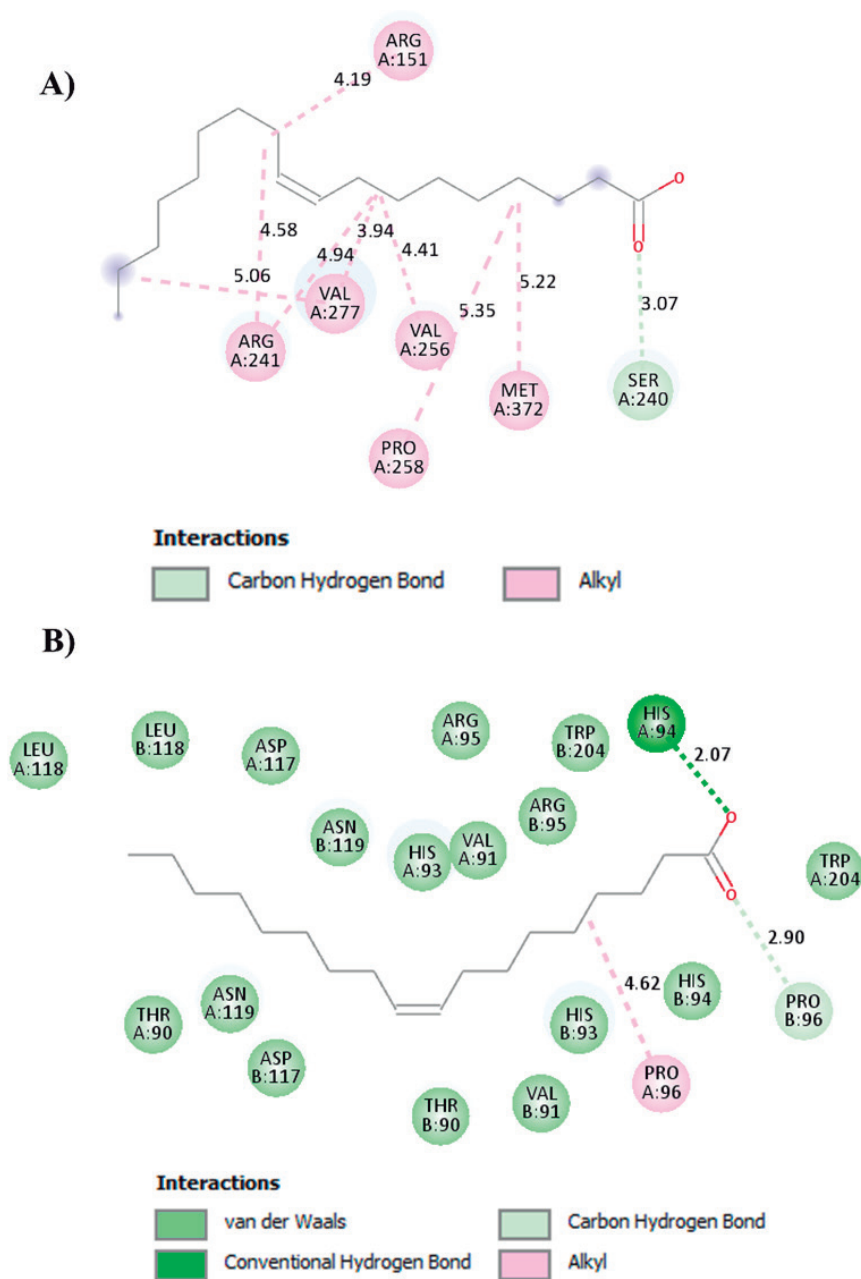 A)
ARG
A:151
4.19
4.58
4.94
3.94
4.41
5.06
5.35
5.22
3.07
VAL
A:277
ARG
A:241
VAL
A:256
MET
A:372
SER
A:240
PRO
A:258
O
O
Interactions
Carbon Hydrogen Bond
Alkyl
B)
LEU
A:118
LEU
B:118
ASP
A:117
ARG
A:95
TRP
B:204
HIS
A:94
2.07
ASN
B:119
HIS
A:93
VAL
A:91
ARG
B:95
O
O
TRP
A:204
2.90
4.62
THR
A:90
ASN
A:119
ASP
B:117
HIS
B:93
HIS
B:94
PRO
B:96
THR
B:90
VAL
B:91
PRO
A:96
Interactions
van der Waals
Carbon Hydrogen Bond
Conventional Hydrogen Bond
Alkyl